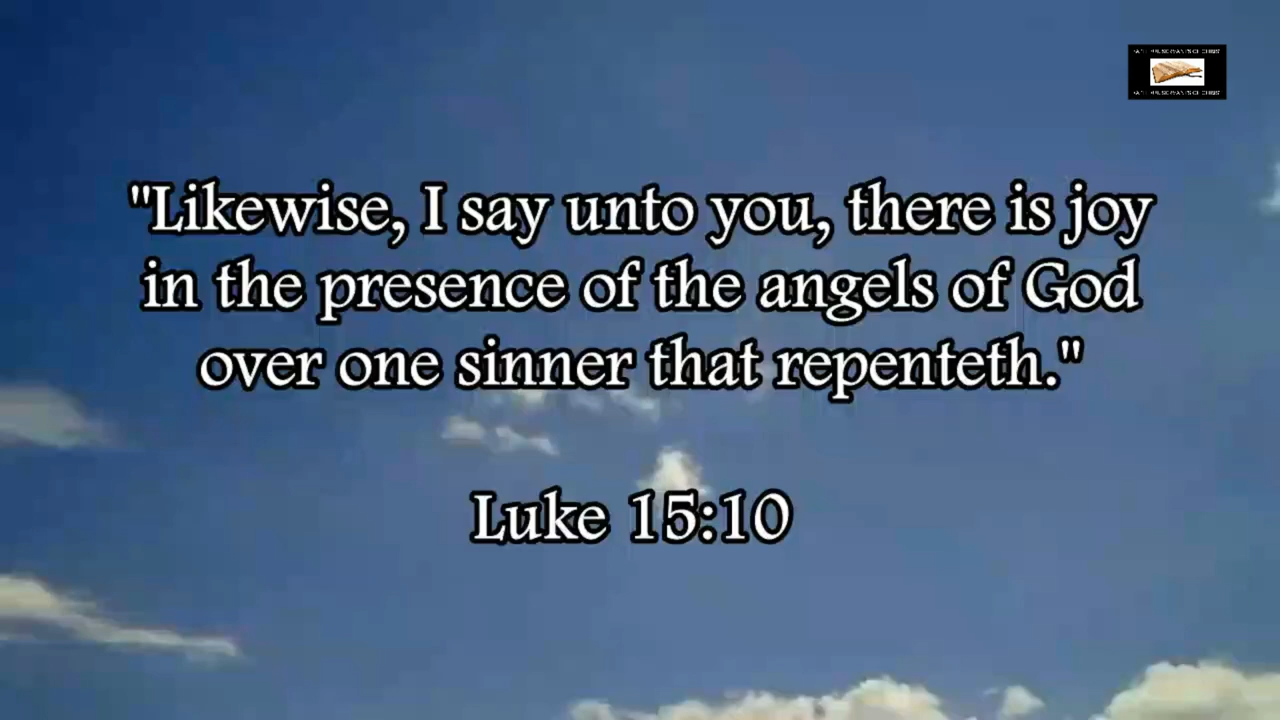 "Likewise, I say unto you, there is joy
in the presence of the angels of God
over one sinner that repenteth."
Luke 15:10